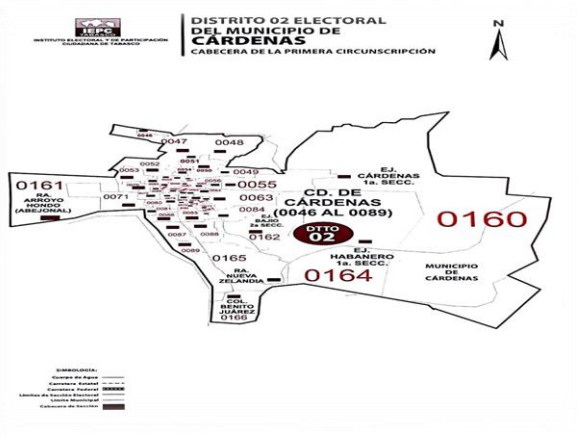 IEPC
TABASCO
INSTITUTO ELECTORAL Y DE PARTICIPACIÓN
CIUDADANA DE TABASCO
DISTRITO 02 ELECTORAL
DEL MUNICIPIO DE
CÁRDENAS
CABECERA DE LA PRIMERA CIRCUNSCRIPCIÓN
N
0046
0047
0048
0052
0051
0053
0049
0055
0063
0084
0071
0161
RA.
ARROYO
HONDO
(ABEJONAL)
EJ.
CÁRDENAS
1a. SECC.
CD. DE
CÁRDENAS
(0046 AL 0089)
0160
EJ.
BAJIO
2a SECC.
0162
DTTO
02
0087
0088
0089
0165
EJ.
HABANERO
1a. SECC.
0164
MUNICIPIO
DE
CÁRDENAS
RA.
NUEVA
ZELANDIA
COL.
BENITO
JUÁREZ
0166
SIMBOLOGÍA:
Cuerpo de Agua
Carretera Estatal
Carretera Federal
Límites de Sección Electoral
Límite Municipal
Cabecera de Sección